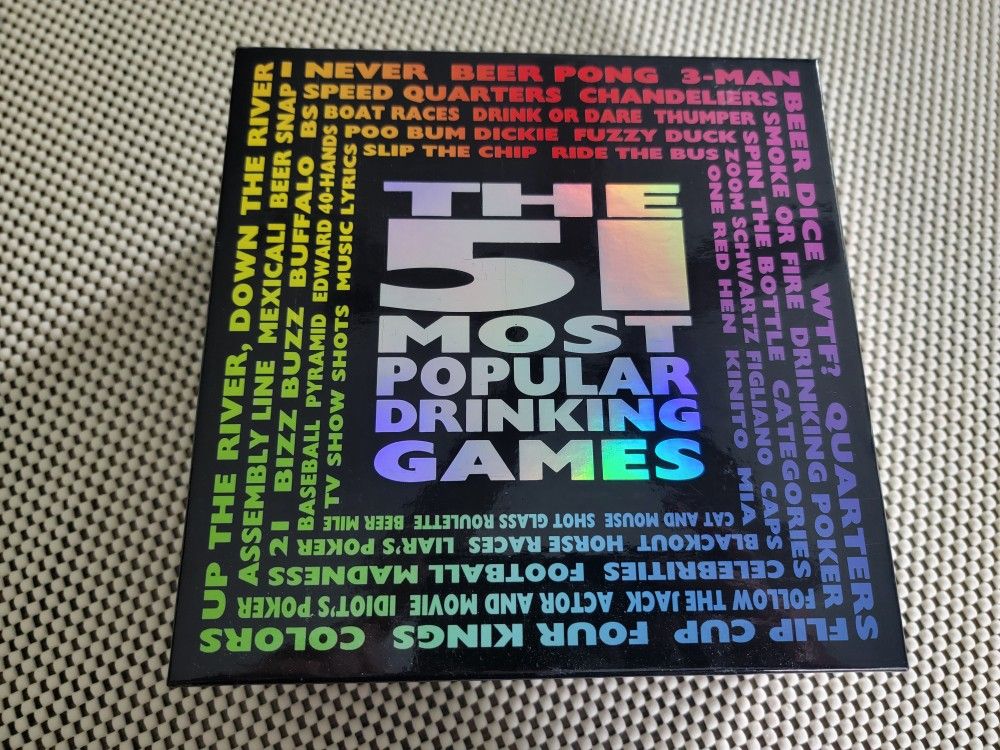 I NEVER BEER PONG 3-MAN
SPEED QUARTERS CHANDELIERS
BOAT RACES DRINK OR DARE THUMPER
POO BUM DICKIE FUZZY DUCK
SLIP THE CHIP RIDE THE BUS
BEER DICE WTF? QUARTERS
SMOKE OR FIRE DRINKING POKER
SPIN THE BOTTLE CATEGORIES
ZOOM SCHWARTZ FIGLIANO CAPS
ONE RED HEN KINITO MIA
FLIP CUP FOUR KINGS COLORS
FOLLOW THE JACK ACTOR AND MOVIE IDIOT'S POKER
CELEBRITIES FOOTBALL MADNESS
BLACKOUT HORSE RACES LIAR'S POKER
CAT AND MOUSE SHOT GLASS ROULETTE BEER MILE
UP THE RIVER, DOWN THE RIVER
ASSEMBLY LINE MEXICALI BEER SNAP
21 BIZZ BUZZ BUFFALO BS
BASEBALL PYRAMID EDWARD 40-HANDS
TV SHOW SHOTS MUSIC LYRICS
THE
51
MOST
POPULAR
DRINKING
GAMES